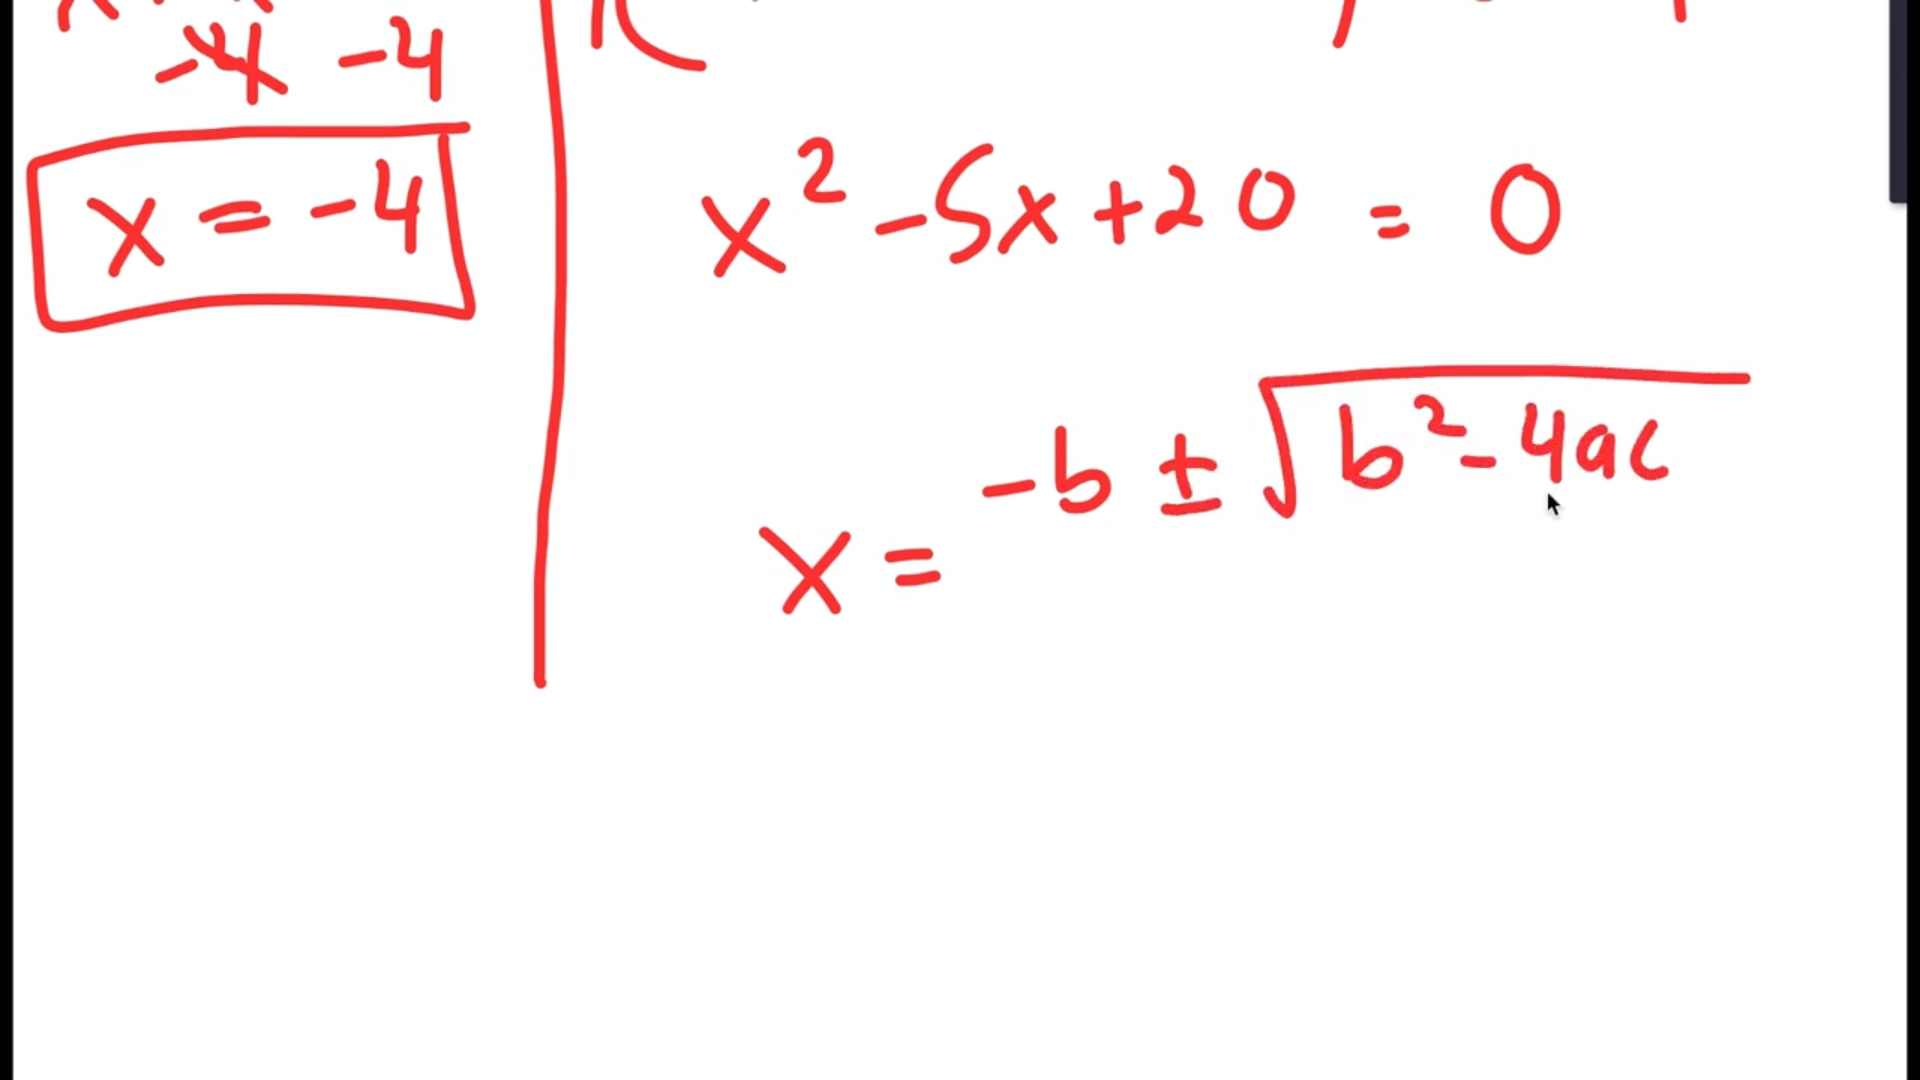 -4 -4
x = -4
x² - 5x + 20 = 0
x = -b ± √b² - 4ac